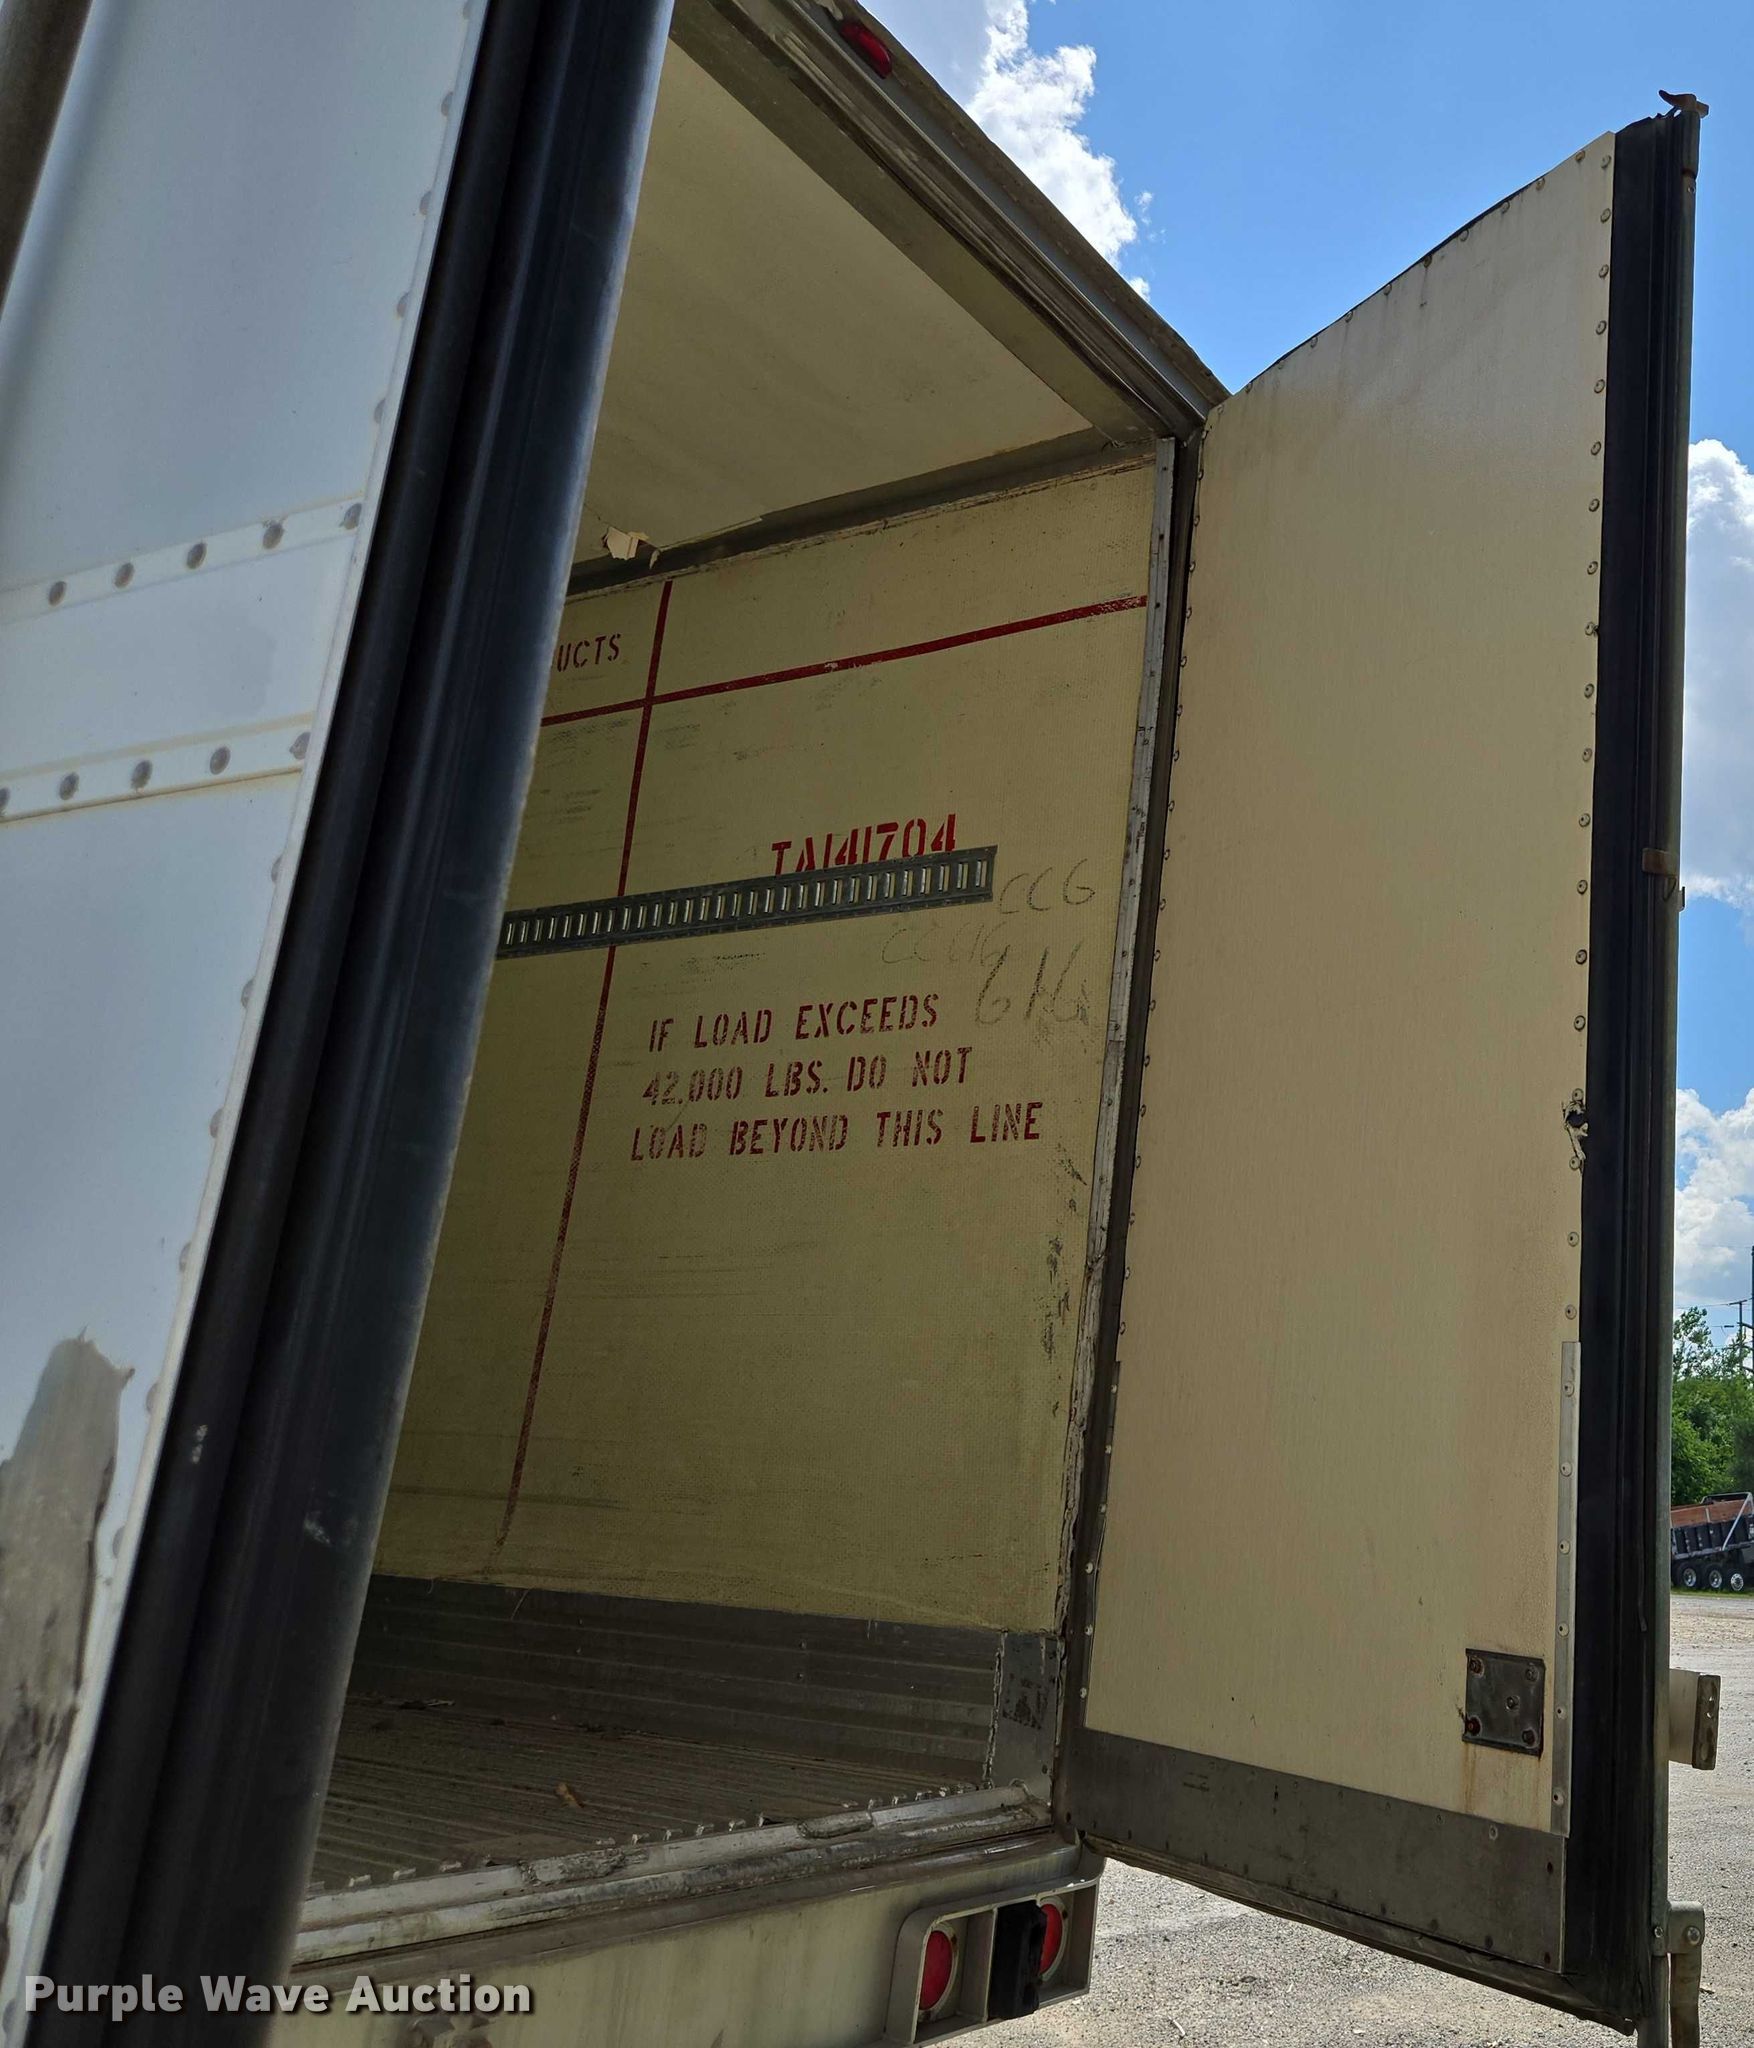 UCTS
TA141704
CCG
IF LOAD EXCEEDS
42,000 LBS. DO NOT
LOAD BEYOND THIS LINE
Purple Wave Auction